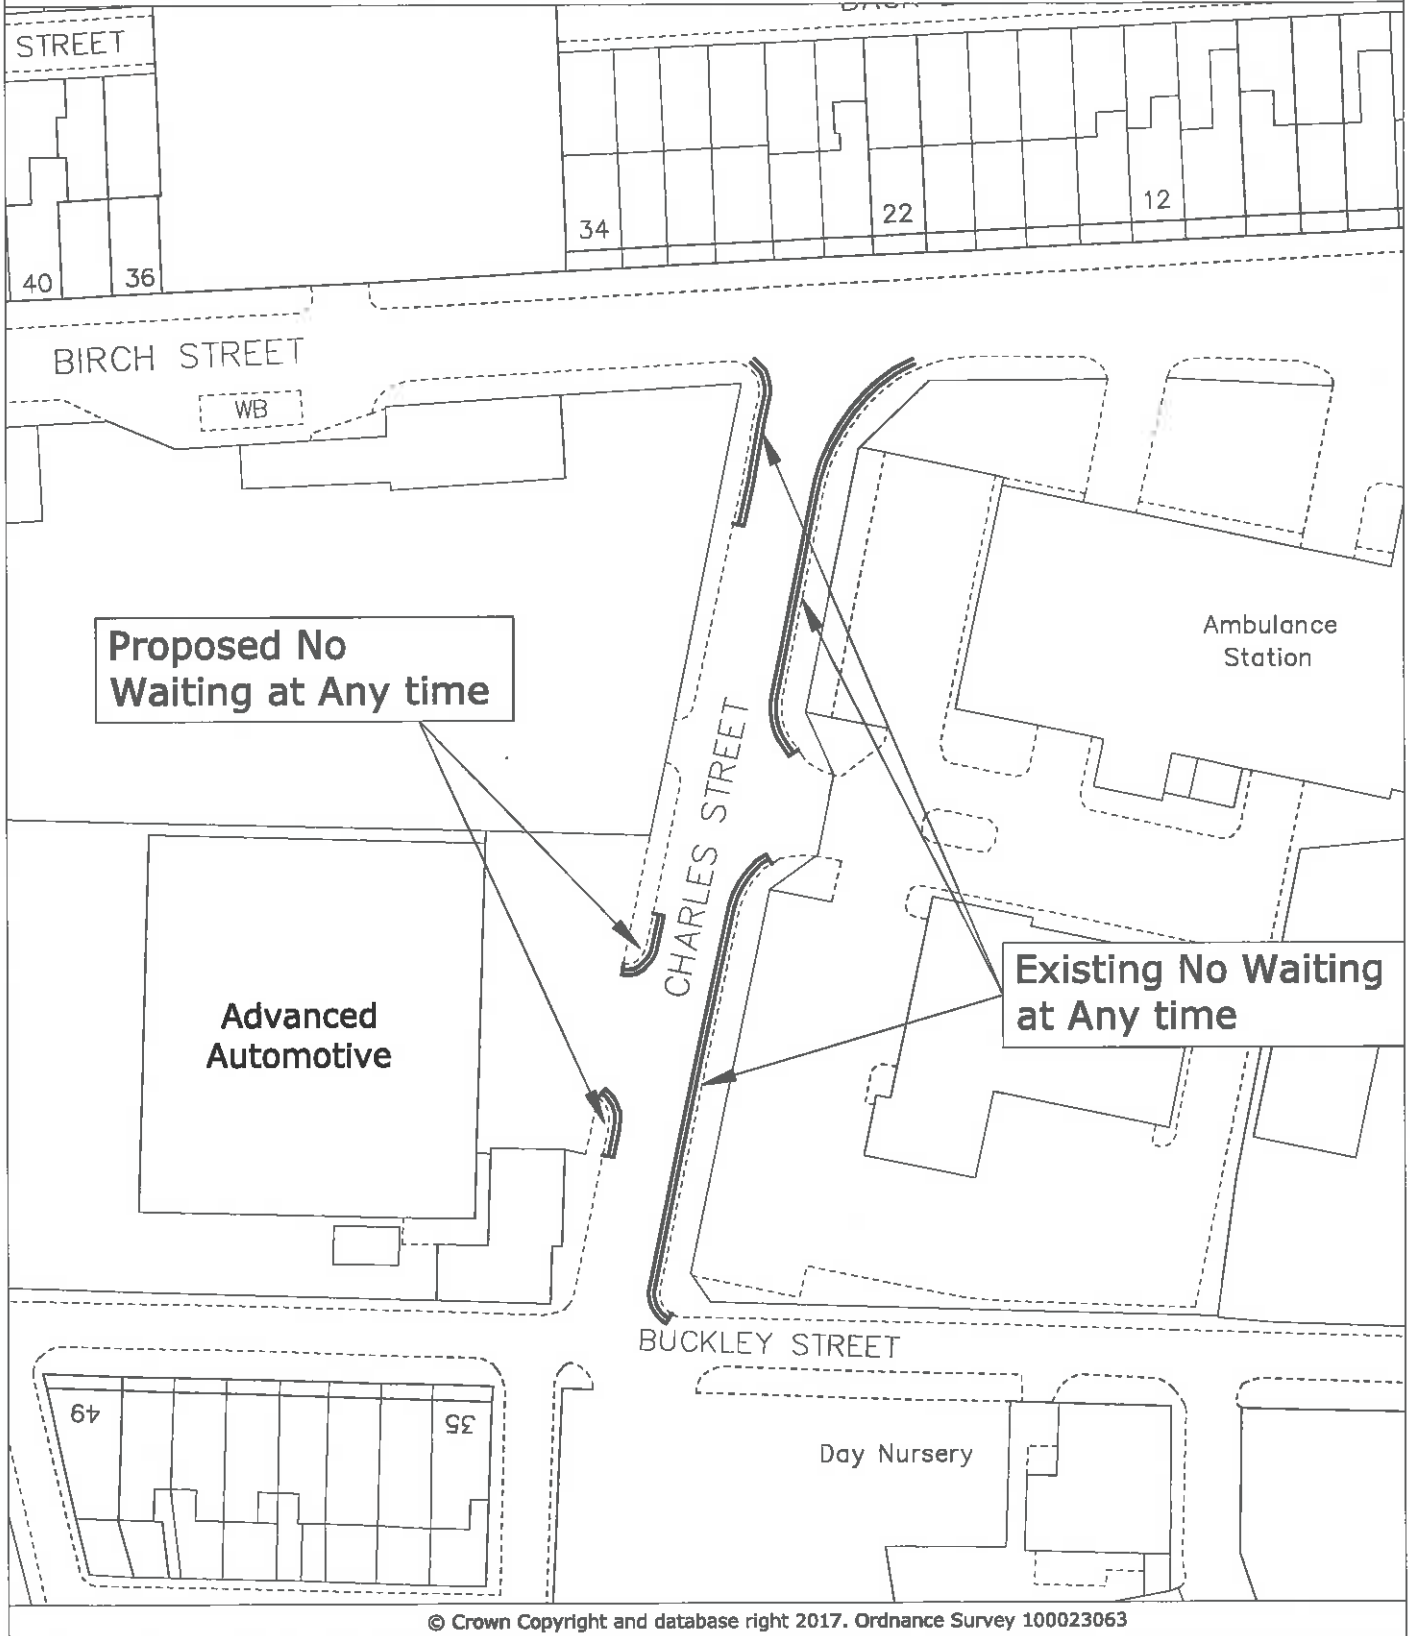 STREET
34
22
12
40
36
BIRCH STREET
WB
Proposed No
Waiting at Any time
Ambulance
Station
CHARLES STREET
Advanced
Automotive
Existing No Waiting
at Any time
BUCKLEY STREET
49
35
Day Nursery
© Crown Copyright and database right 2017. Ordnance Survey 100023063